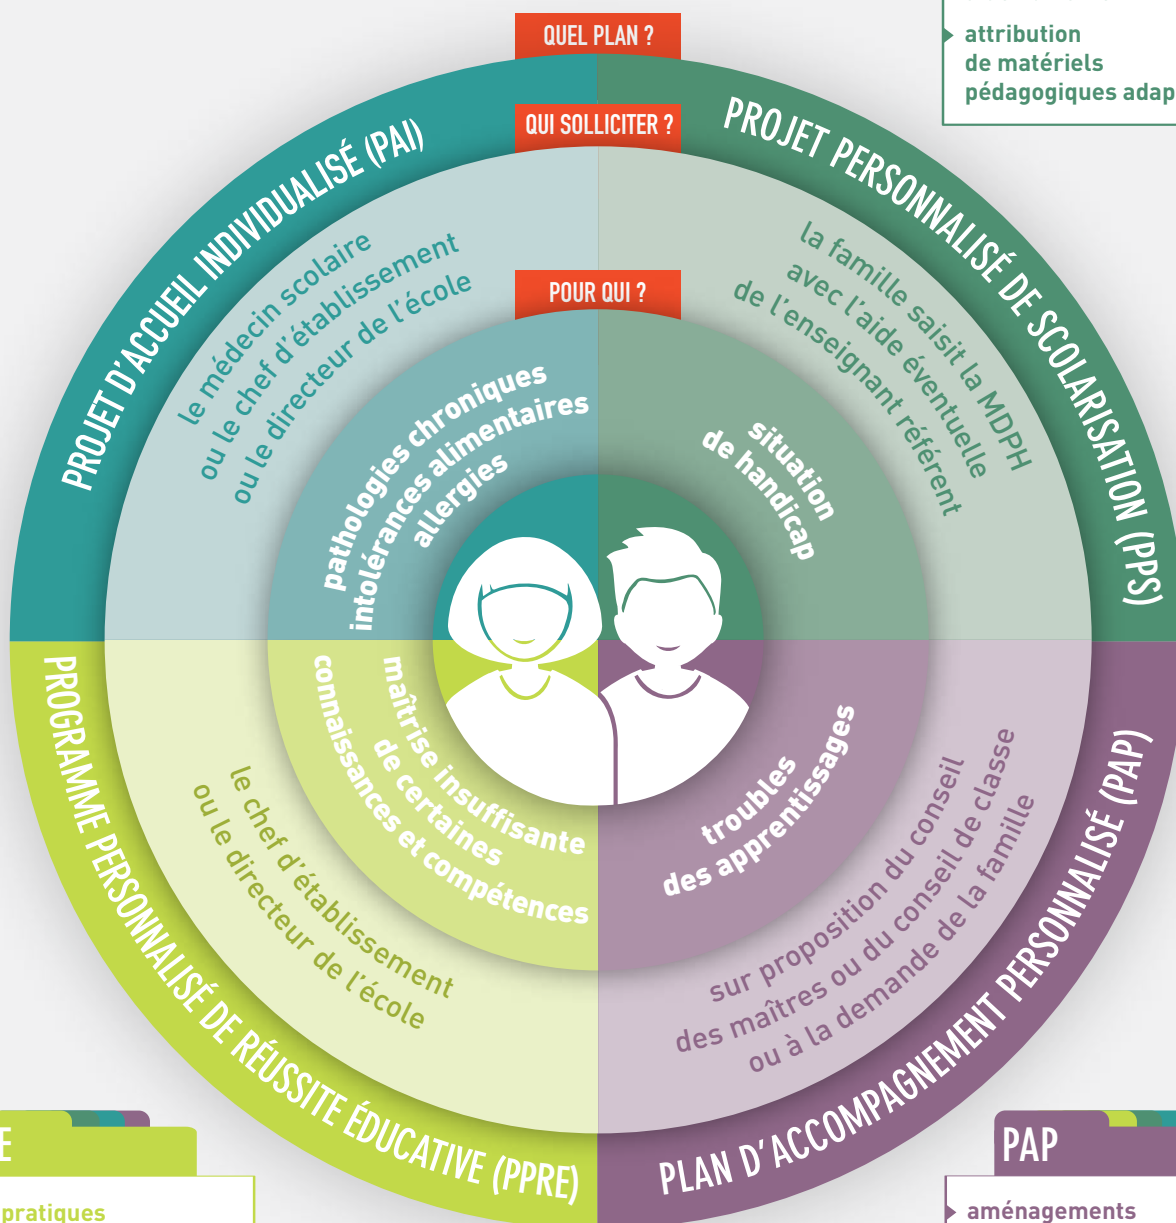 QUEL PLAN ?
attribution
de matériels
pédagogiques
QUI SOLLICITER ?
PROJET D'ACCUEIL INDIVIDUALISÉ (PAI)
le médecin scolaire
ou le chef d'établissement
ou le directeur de l'école
PROJET PERSONNALISÉ DE SCOLARISATION (PPS)
la famille saisit la MDPH
avec l'aide éventuelle
de l'enseignant référent
POUR QUI ?
pathologies chroniques
intolérances alimentaires
allergies
situation
de handicap
maîtrise insuffisante
de certaines
connaissances et compétences
troubles
des apprentissages
le chef d'établissement
ou le directeur de l'école
PROGRAMME PERSONNALISÉ DE RÉUSSITE ÉDUCATIVE (PPRE)
sur proposition du conseil
des maîtres ou du conseil de classe
ou à la demande de la famille
PLAN D'ACCOMPAGNEMENT PERSONNALISÉ (PAP)
pratiques
PAP
aménagements